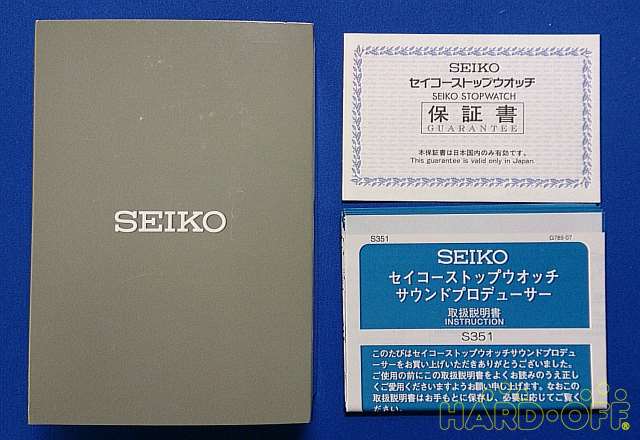 SEIKO
SEIKO
セイコーストップウオッチ
SEIKO STOPWATCH
保証書
GUARANTEE
本保証書は日本国内のみ有効です。
This guarantee is valid only in Japan.
S351
G789-07
SEIKO
セイコーストップウオッチ
サウンドプロデューサー
取扱説明書
INSTRUCTION
S351
このたびはセイコーストップウオッチサウンドプロデュ
ーサーをお買い上げいただきありがとうございました。
ご使用の前にこの取扱説明書をよくお読みのうえ正し
くご愛用くださいますようお願い申し上げます。なおこの
取扱説明書はお手もとに保存し、必要に応じてご覧く
ださい。
HARD·OFF®